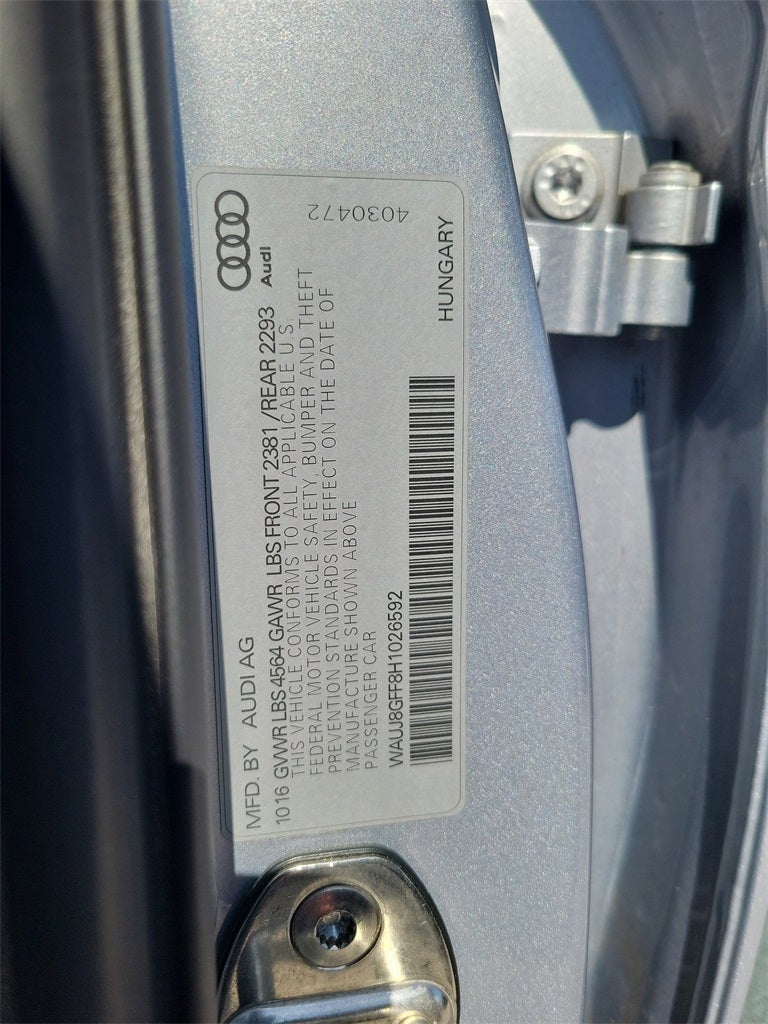 Audi
4030472
MFD. BY AUDI AG
10 16 GVWR LBS 4564 GAWR LBS FRONT 2381 / REAR 2293
THIS VEHICLE CONFORMS TO ALL APPLICABLE U S
FEDERAL MOTOR VEHICLE SAFETY, BUMPER AND THEFT
PREVENTION STANDARDS IN EFFECT ON THE DATE OF
MANUFACTURE SHOWN ABOVE
PASSENGER CAR
WAUJ8GFF8H1026592
HUNGARY